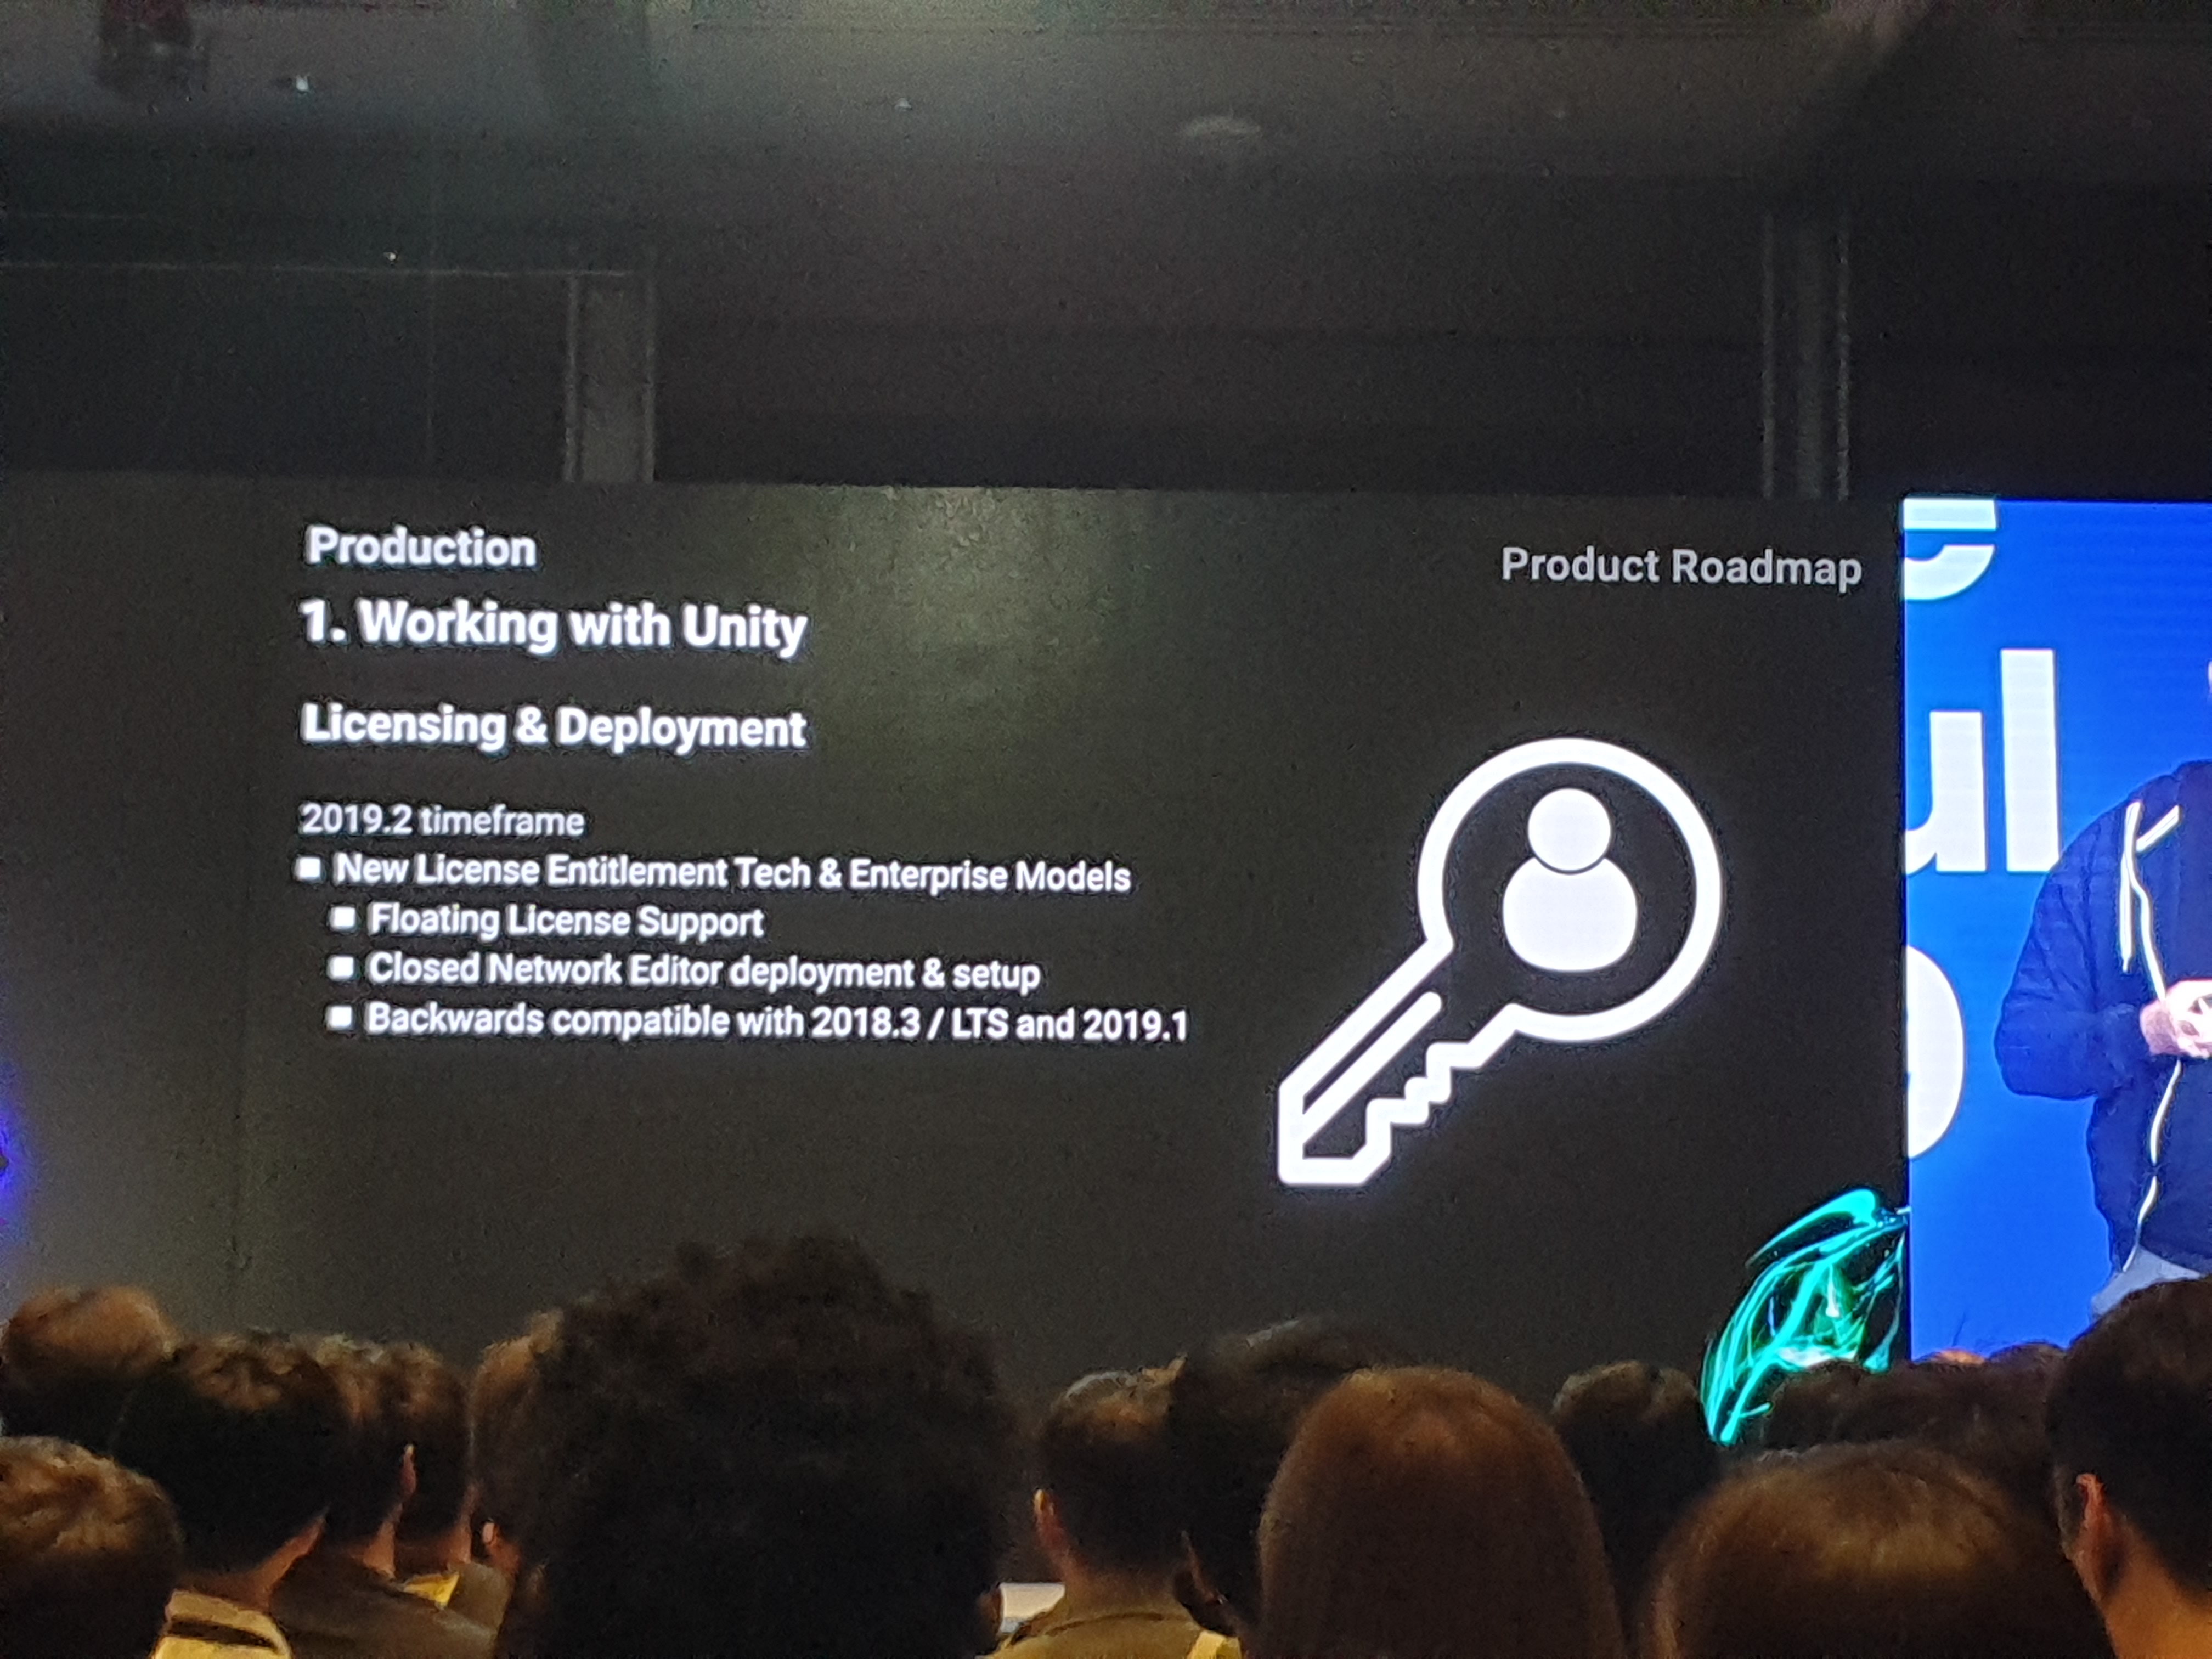 Production
Product Roadmap
1. Working with Unity
Licensing & Deployment
2019.2 timeframe
■ New License Entitlement Tech & Enterprise Models
■ Floating License Support
■ Closed Network Editor deployment & setup
■ Backwards compatible with 2018.3 / LTS and 2019.1
ul